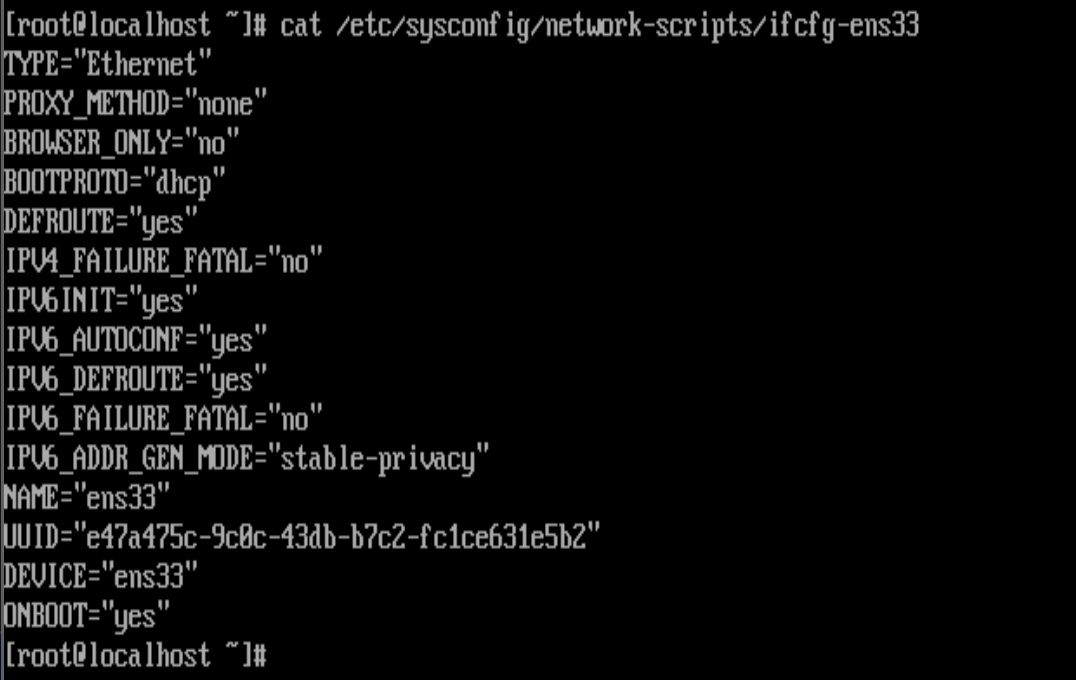 [root@localhost ~]# cat /etc/sysconfig/network-scripts/ifcfg-ens33
TYPE="Ethernet"
PROXY_METHOD="none"
BROWSER_ONLY="no"
BOOTPROTO="dhcp"
DEFROUTE="yes"
IPV4_FAILURE_FATAL="no"
IPV6INIT="yes"
IPV6_AUTOCONF="yes"
IPV6_DEFROUTE="yes"
IPV6_FAILURE_FATAL="no"
IPV6_ADDR_GEN_MODE="stable-privacy"
NAME="ens33"
UUID="e47a475c-9c0c-43db-b7c2-fc1ce631e5b2"
DEVICE="ens33"
ONBOOT="yes"
[root@localhost ~]#